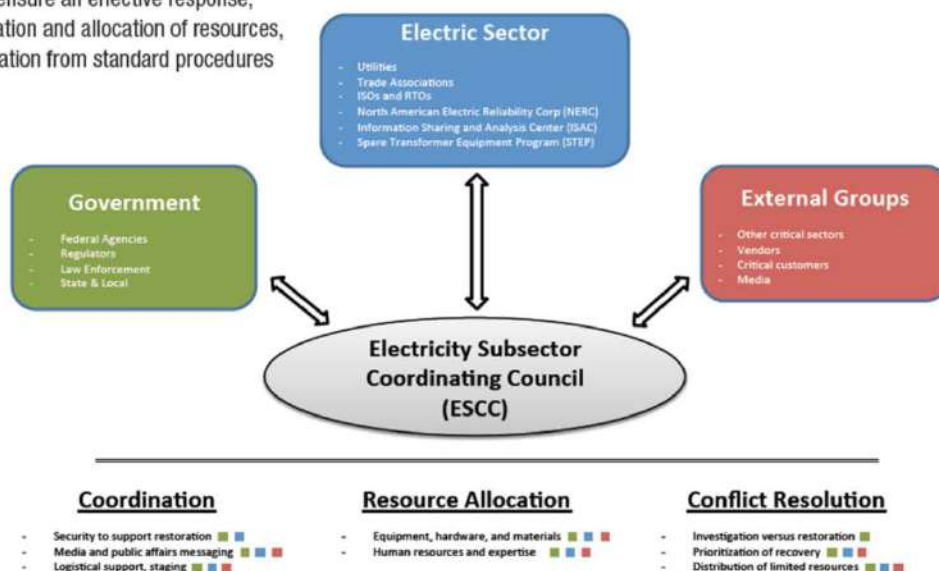 ensure an effective response,
ation and allocation of resources,
ation from standard procedures
Electric Sector
- Utilities
- Trade Associations
- ISOs and RTOs
- North American Electric Reliability Corp (NERC)
- Information Sharing and Analysis Center (ISAC)
- Spare Transformer Equipment Program (STEP)
Government
- Federal Agencies
- Regulators
- Law Enforcement
- State & Local
External Groups
- Other critical sectors
- Vendors
- Critical customers
- Media
Electricity Subsector
Coordinating Council
(ESCC)
Coordination
- Security to support restoration
- Media and public affairs messaging
- Logistical support, staging
Resource Allocation
- Equipment, hardware, and materials
- Human resources and expertise
Conflict Resolution
- Investigation versus restoration
- Prioritization of recovery
- Distribution of limited resources